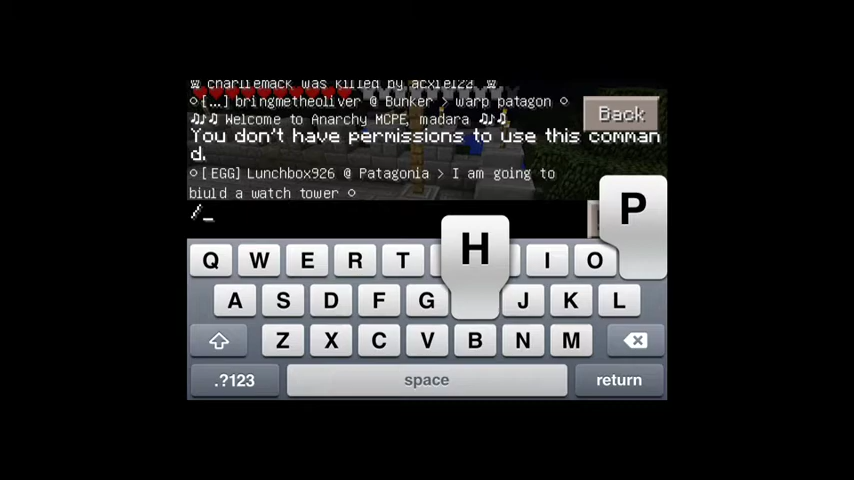 charliemack was killed by acxie123
[...] bringmetheoliver @ Bunker > warp patagon
Back
♫♪♫ Welcome to Anarchy MCPE, madara ♫♪♫
You don't have permissions to use this comman
d.
[EGG] Lunchbox926 @ Patagonia > I am going to
biuld a watch tower
/_
P
H
Q W E R T I O
A S D F G J K L
Z X C V B N M
.?123 space return